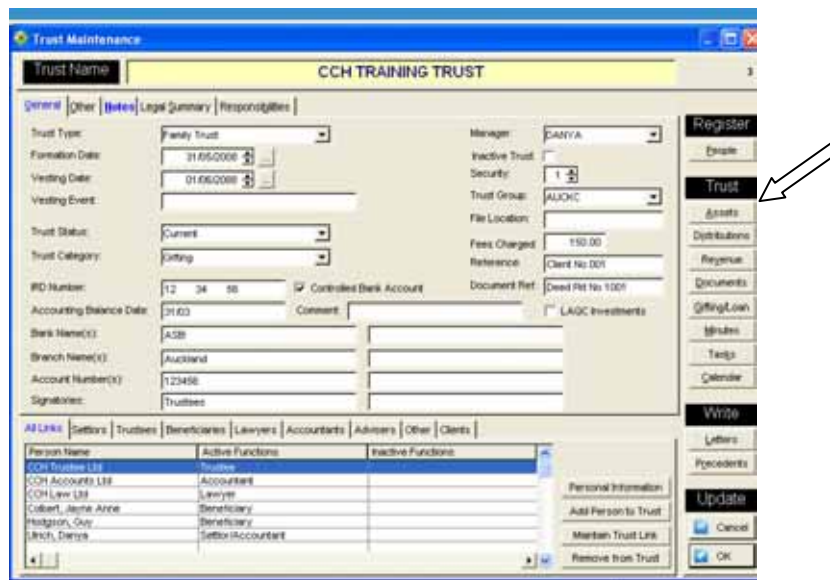 Trust Maintenance
Trust Name CCH TRAINING TRUST 3
General Other Notes Legal Summary Responsibilities
Trust Type: Family Trust
Formation Date: 31/05/2008
Vesting Date: 01/06/2088
Vesting Event:
Trust Status: Current
Trust Category: Gifting
IRD Number: 12 34 56 Controlled Bank Account
Accounting Balance Date: 31/03 Comment:
Bank Name(s): ASB
Branch Name(s): Auckland
Account Number(s): 123456
Signatories: Trustees
Manager: DANYA
Inactive Trust
Security: 1
Trust Group: AUCKC
File Location:
Fees Charged 150.00
Reference: Client No 001
Document Ref: Deed Rit No 1001
LAQC Investments
All Links Settlors Trustees Beneficiaries Lawyers Accountants Advisers Other Clients
Person Name Active Functions Inactive Functions
CCH Trustee Ltd Trustee
CCH Accounts Ltd Accountant
CCH Law Ltd Lawyer
Colbert, Jayne Anne Beneficiary
Hodgson, Guy Beneficiary
Ulrich, Danya Settlor/Accountant
Personal Information
Add Person to Trust
Maintain Trust Link
Remove from Trust
Register
People
Trust
Assets
Distributions
Revenue
Documents
Gifting/Loan
Minutes
Tasks
Calendar
Write
Letters
Precedents
Update
Cancel
OK